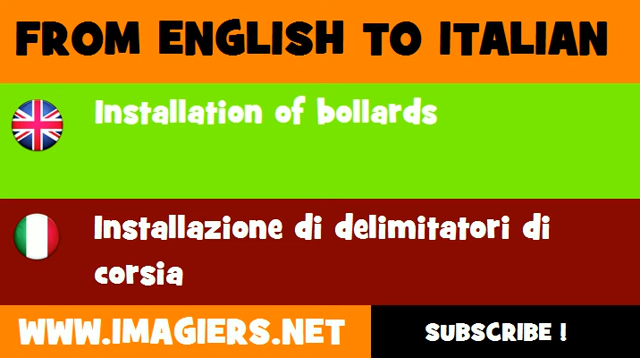 FROM ENGLISH TO ITALIAN
Installation of bollards
Installazione di delimitatori di
corsia
WWW.IMAGIERS.NET
SUBSCRIBE !